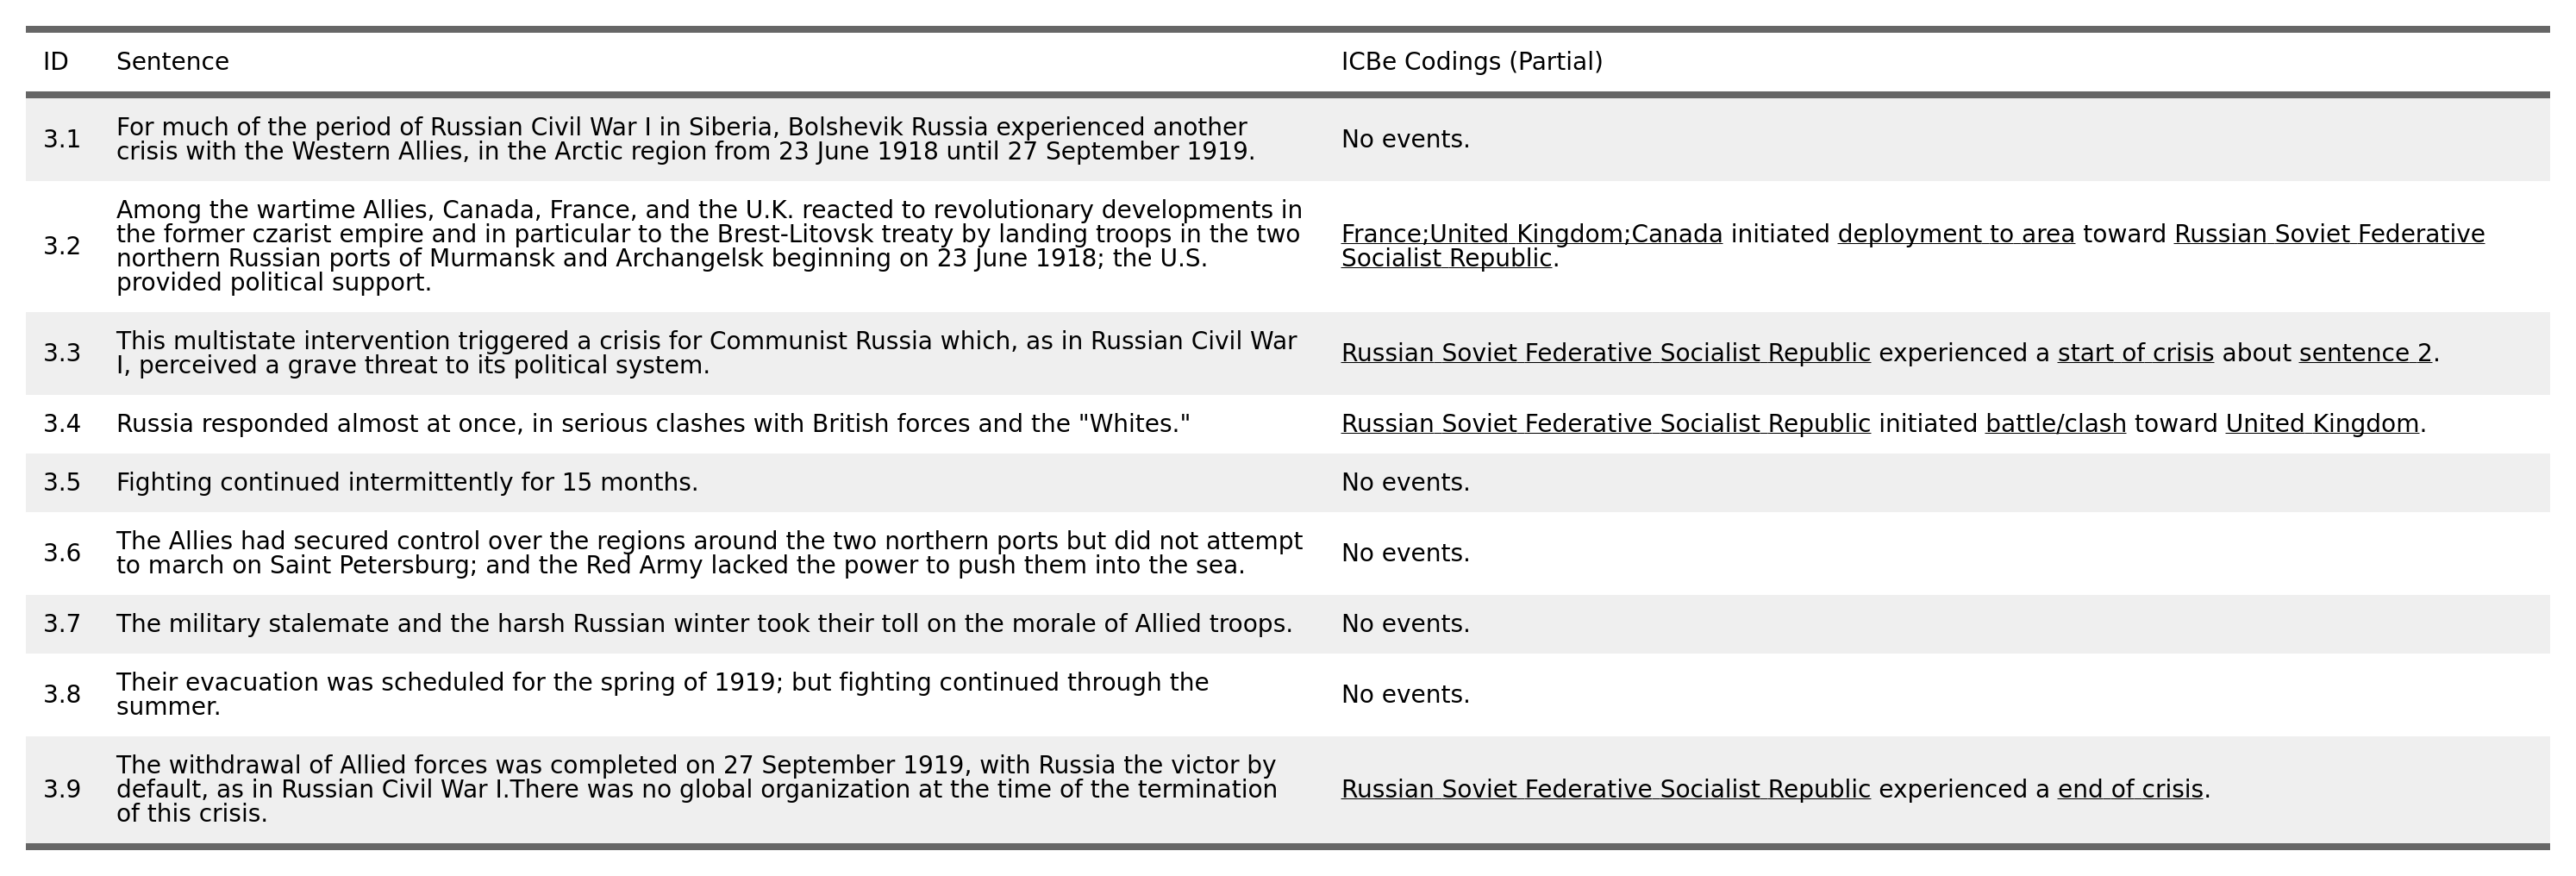 ID Sentence ICBe Codings (Partial)
3.1 For much of the period of Russian Civil War I in Siberia, Bolshevik Russia experienced another
crisis with the Western Allies, in the Arctic region from 23 June 1918 until 27 September 1919.
No events.
3.2 Among the wartime Allies, Canada, France, and the U.K. reacted to revolutionary developments in
the former czarist empire and in particular to the Brest-Litovsk treaty by landing troops in the two
northern Russian ports of Murmansk and Archangelsk beginning on 23 June 1918; the U.S.
provided political support.
France;United Kingdom;Canada initiated deployment to area toward Russian Soviet Federative
Socialist Republic.
3.3 This multistate intervention triggered a crisis for Communist Russia which, as in Russian Civil War
I, perceived a grave threat to its political system.
Russian Soviet Federative Socialist Republic experienced a start of crisis about sentence 2.
3.4 Russia responded almost at once, in serious clashes with British forces and the "Whites."
Russian Soviet Federative Socialist Republic initiated battle/clash toward United Kingdom.
3.5 Fighting continued intermittently for 15 months.
No events.
3.6 The Allies had secured control over the regions around the two northern ports but did not attempt
to march on Saint Petersburg; and the Red Army lacked the power to push them into the sea.
No events.
3.7 The military stalemate and the harsh Russian winter took their toll on the morale of Allied troops.
No events.
3.8 Their evacuation was scheduled for the spring of 1919; but fighting continued through the
summer.
No events.
3.9 The withdrawal of Allied forces was completed on 27 September 1919, with Russia the victor by
default, as in Russian Civil War I.There was no global organization at the time of the termination
of this crisis.
Russian Soviet Federative Socialist Republic experienced a end of crisis.